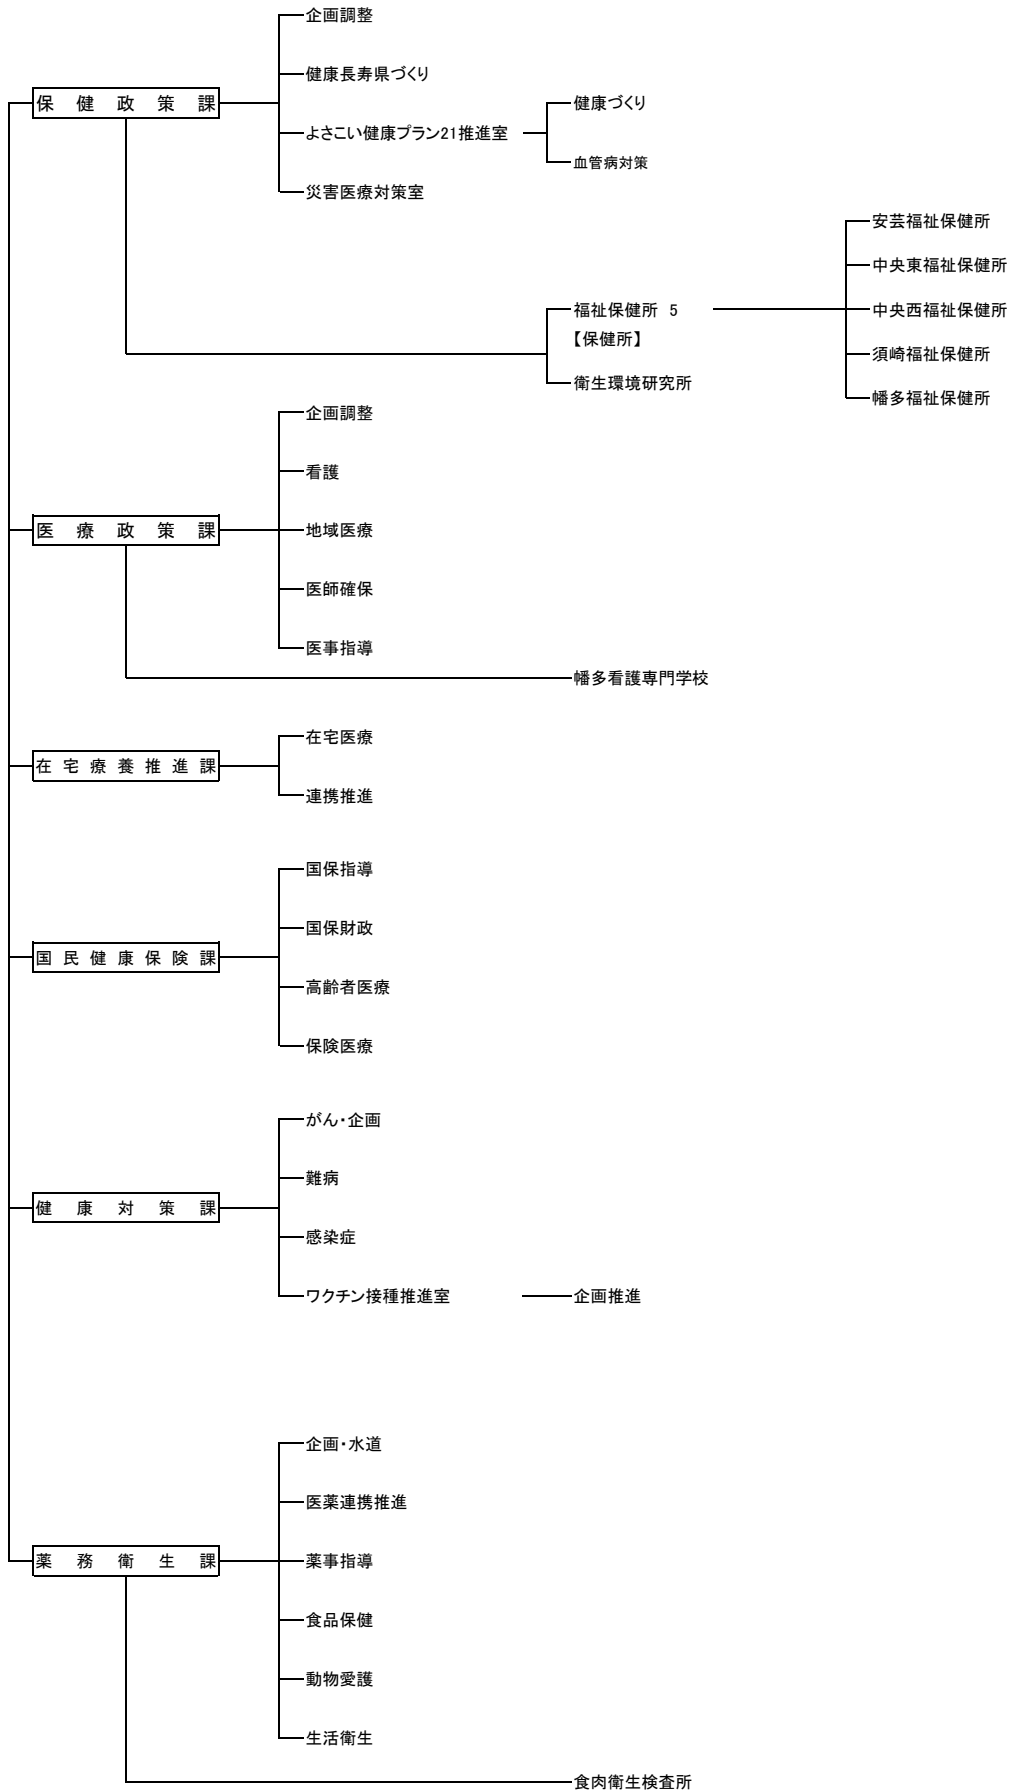 企画調整
健康長寿県づくり
保健政策課
健康づくり
よさこい健康プラン21推進室
血管病対策
災害医療対策室
安芸福祉保健所
中央東福祉保健所
福祉保健所 5
中央西福祉保健所
【保健所】
須崎福祉保健所
衛生環境研究所
幡多福祉保健所
企画調整
看護
医療政策課
地域医療
医師確保
医事指導
幡多看護専門学校
在宅医療
在宅療養推進課
連携推進
国保指導
国保財政
国民健康保険課
高齢者医療
保険医療
がん・企画
難病
健康対策課
感染症
ワクチン接種推進室
企画推進
企画・水道
医薬連携推進
薬務衛生課
薬事指導
食品保健
動物愛護
生活衛生
食肉衛生検査所